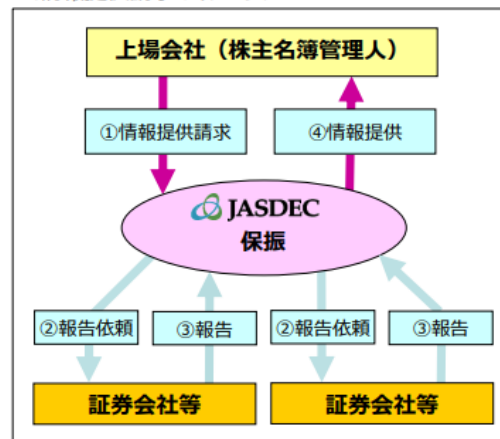 上場会社（株主名簿管理人）
①情報提供請求
④情報提供
JASDEC
保振
②報告依頼
③報告
②報告依頼
③報告
証券会社等
証券会社等